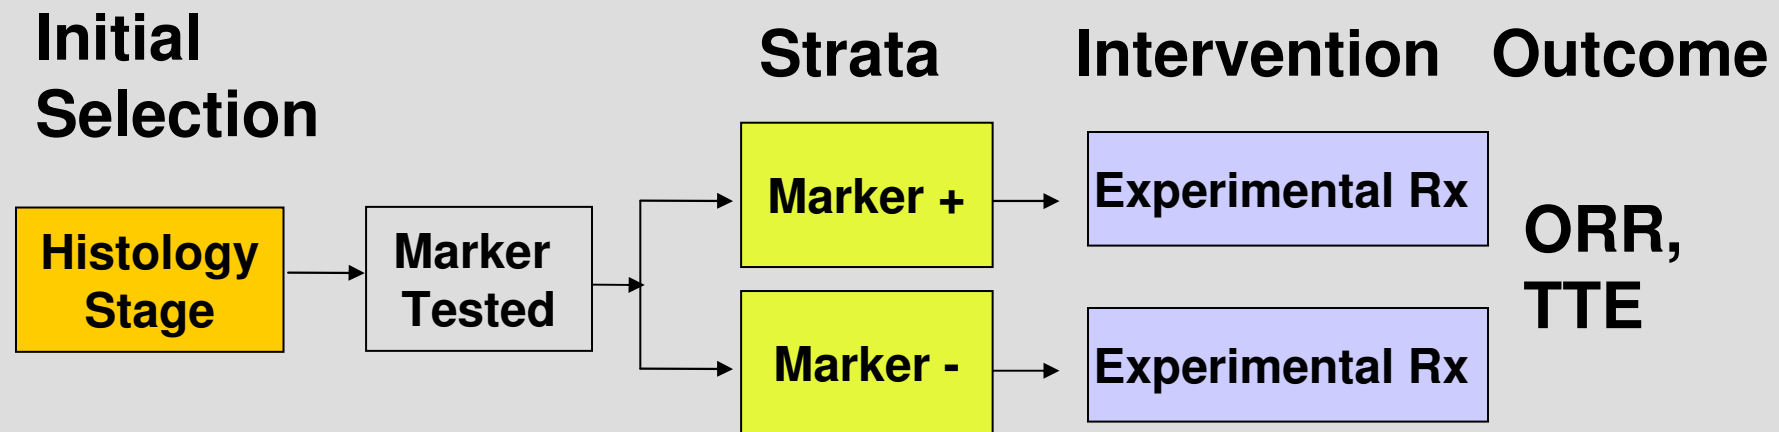 Initial
Selection
Strata
Intervention
Outcome
Histology
Stage
Marker
Tested
Marker +
Experimental Rx
Marker -
Experimental Rx
ORR,
TTE